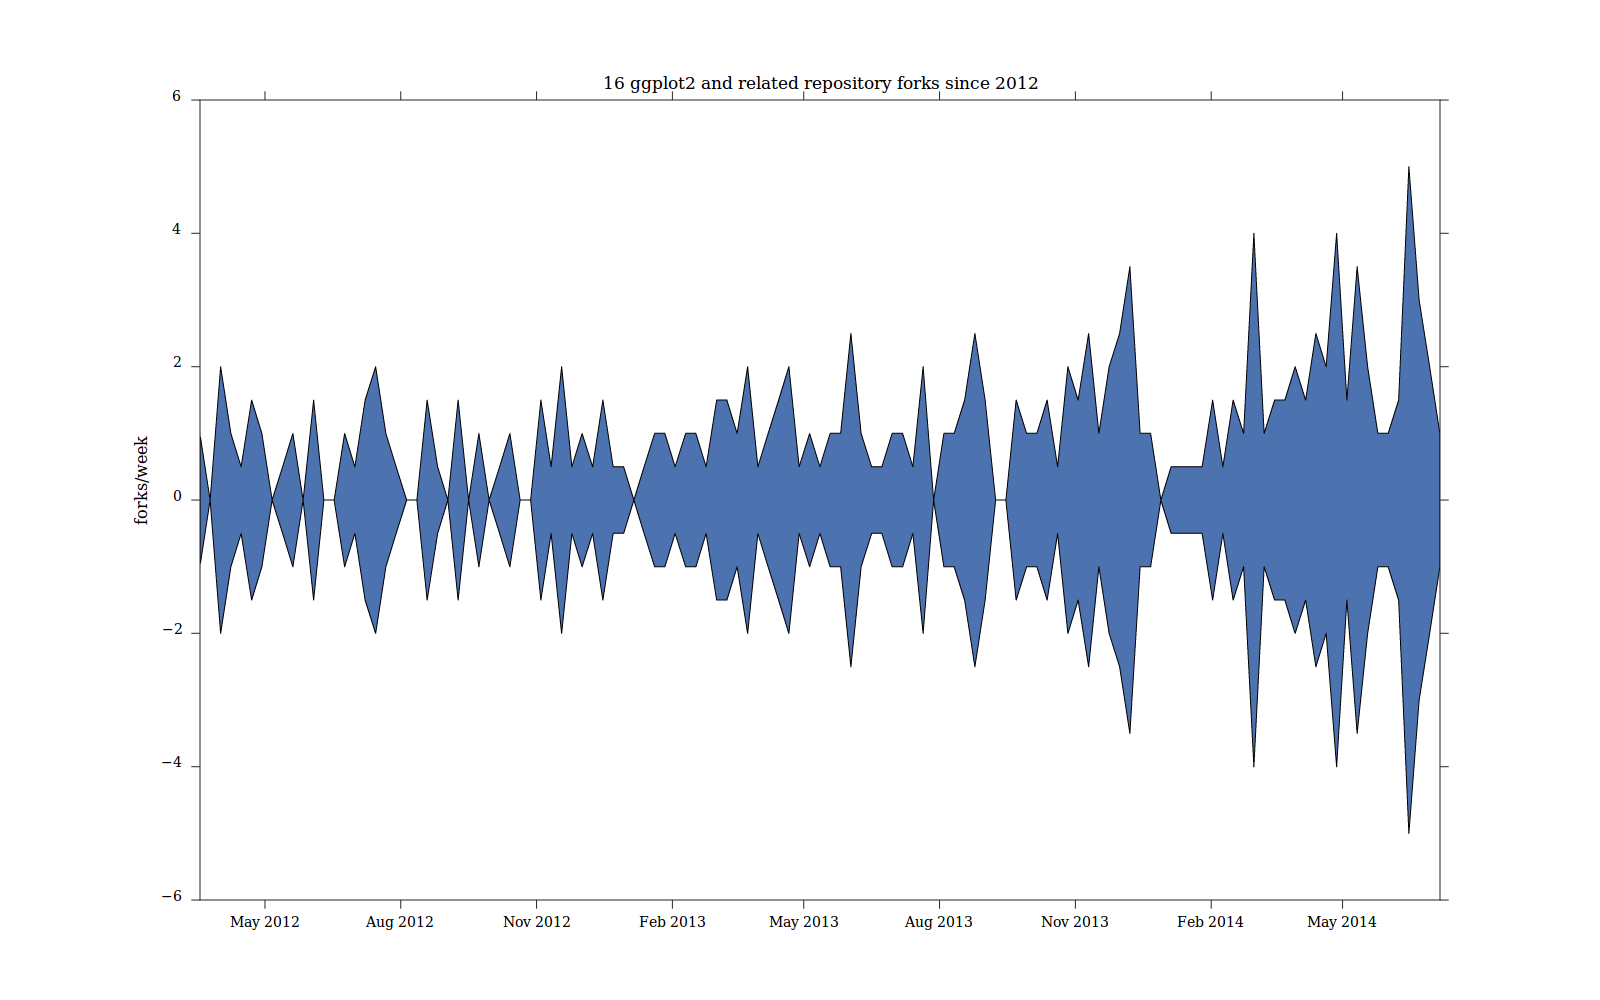 16 ggplot2 and related repository forks since 2012
6
4
2
0
−2
−4
−6
forks/week
May 2012
Aug 2012
Nov 2012
Feb 2013
May 2013
Aug 2013
Nov 2013
Feb 2014
May 2014